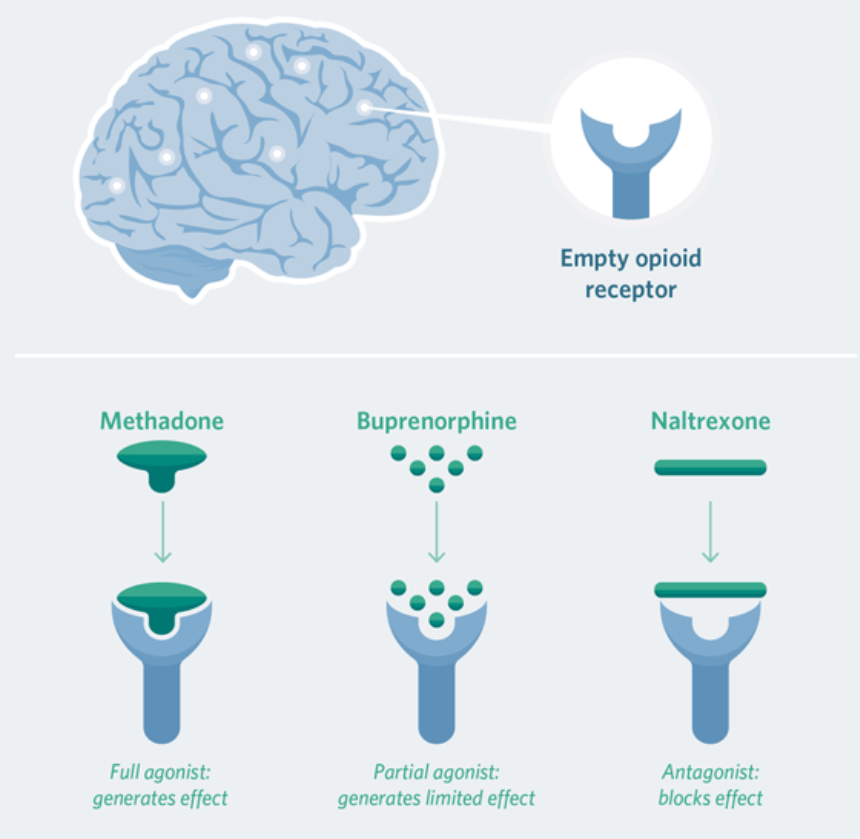 Empty opioid
receptor
Methadone
Buprenorphine
Naltrexone
Full agonist:
generates effect
Partial agonist:
generates limited effect
Antagonist:
blocks effect